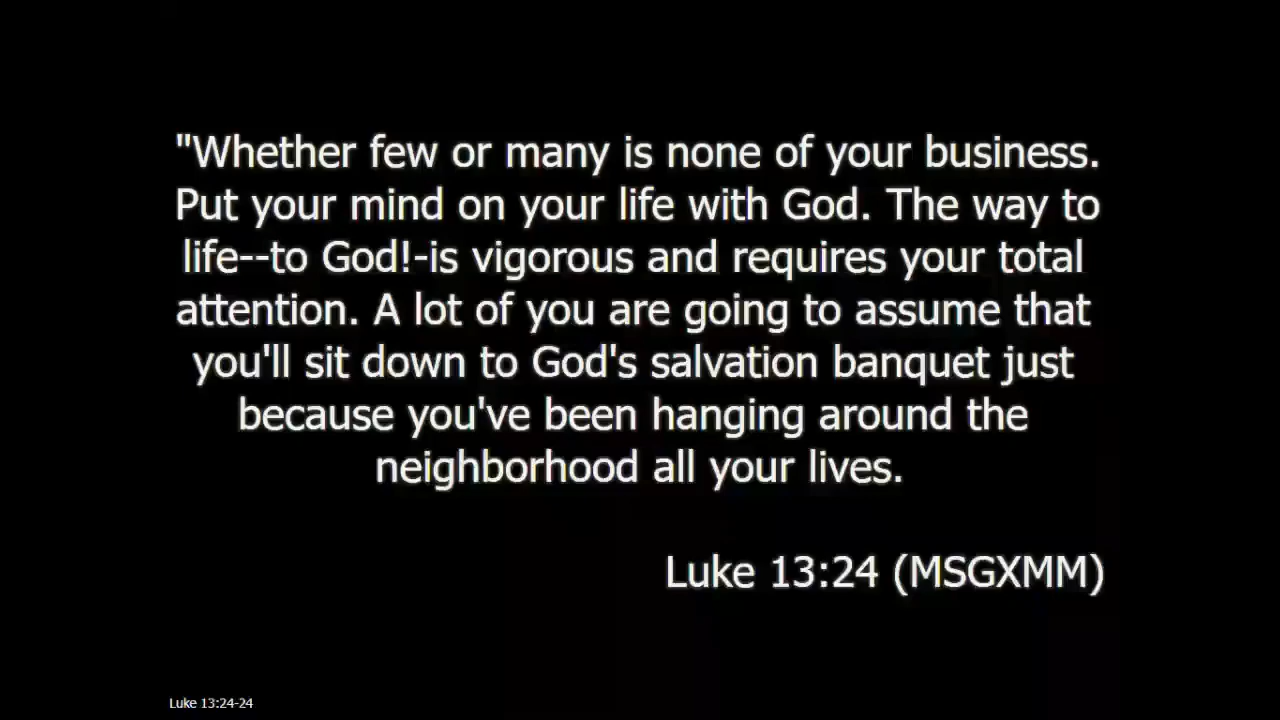 "Whether few or many is none of your business.
Put your mind on your life with God. The way to
life--to God!-is vigorous and requires your total
attention. A lot of you are going to assume that
you'll sit down to God's salvation banquet just
because you've been hanging around the
neighborhood all your lives.
Luke 13:24 (MSGXMM)
Luke 13:24-24